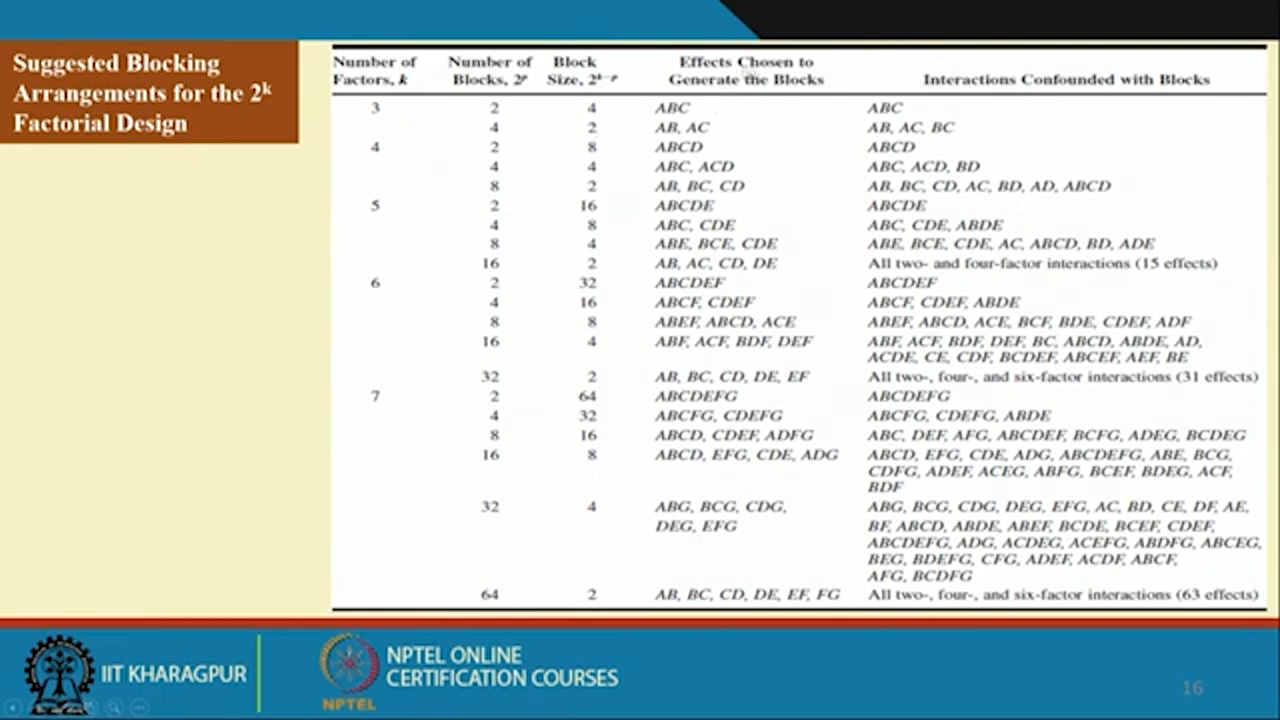 Suggested Blocking
Arrangements for the 2^k
Factorial Design
Number of Factors, k | Number of Blocks, 2^p | Block Size, 2^k−p | Effects Chosen to Generate the Blocks | Interactions Confounded with Blocks
3 2 4 ABC ABC
4 2 AB, AC AB, AC, BC
4 2 8 ABCD ABCD
4 4 ABC, ACD ABC, ACD, BD
8 2 AB, BC, CD AB, BC, CD, AC, BD, AD, ABCD
5 2 16 ABCDE ABCDE
4 8 ABC, CDE ABC, CDE, ABDE
8 4 ABE, BCE, CDE ABE, BCE, CDE, AC, ABCD, BD, ADE
16 2 AB, AC, CD, DE All two- and four-factor interactions (15 effects)
6 2 32 ABCDEF ABCDEF
4 16 ABCF, CDEF ABCF, CDEF, ABDE
8 8 ABEF, ABCD, ACE ABEF, ABCD, ACE, BCF, BDE, CDEF, ADF
16 4 ABF, ACF, BDF, DEF ABF, ACF, BDF, DEF, BC, ABCD, ABDE, AD,
ACDE, CE, CDF, BCDEF, ABCEF, AEF, BE
32 2 AB, BC, CD, DE, EF All two-, four-, and six-factor interactions (31 effects)
7 2 64 ABCDEFG ABCDEFG
4 32 ABCFG, CDEFG ABCFG, CDEFG, ABDE
8 16 ABCD, CDEF, ADFG ABC, DEF, AFG, ABCDEF, BCFG, ADEG, BCDEG
16 8 ABCD, EFG, CDE, ADG ABCD, EFG, CDE, ADG, ABCDEFG, ABE, BCG,
CDFG, ADEF, ACEG, ABFG, BCEF, BDEG, ACF,
BDF
32 4 ABG, BCG, CDG, ABG, BCG, CDG, DEG, EFG, AC, BD, CE, DF, AE,
DEG, EFG BF, ABCD, ABDE, ABEF, BCDE, BCEF, CDEF,
ABCDEFG, ADG, ACDEG, ACEFG, ABDFG, ABCEG,
BEG, BDEFG, CFG, ADEF, ACDF, ABCF,
AFG, BCDFG
64 2 AB, BC, CD, DE, EF, FG All two-, four-, and six-factor interactions (63 effects)
IIT KHARAGPUR
NPTEL
NPTEL ONLINE
CERTIFICATION COURSES
16